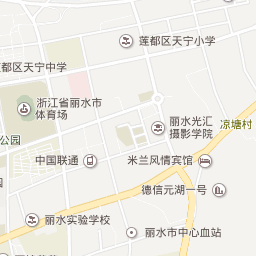 莲都区天宁小学
莲都区天宁中学
浙江省丽水市
体育场
丽水光汇
摄影学院
凉塘村
公园
中国联通
米兰风情宾馆
德信元湖一号
丽水实验学校
丽水市中心血站